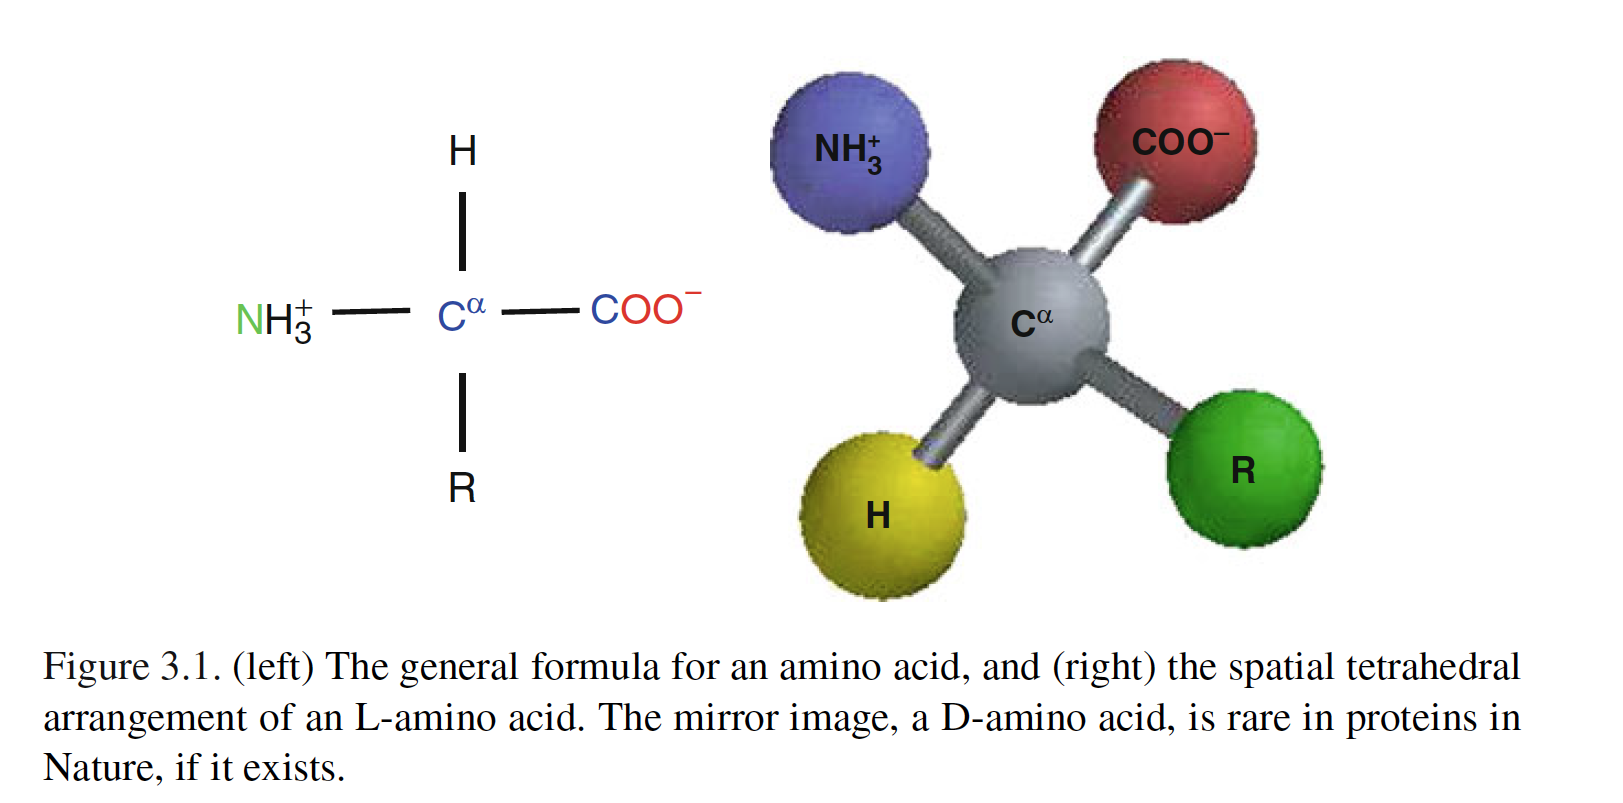 H
NH₃⁺ — Cᵅ — COO⁻
R
NH₃⁺
COO⁻
Cᵅ
H
R
Figure 3.1. (left) The general formula for an amino acid, and (right) the spatial tetrahedral
arrangement of an L-amino acid. The mirror image, a D-amino acid, is rare in proteins in
Nature, if it exists.